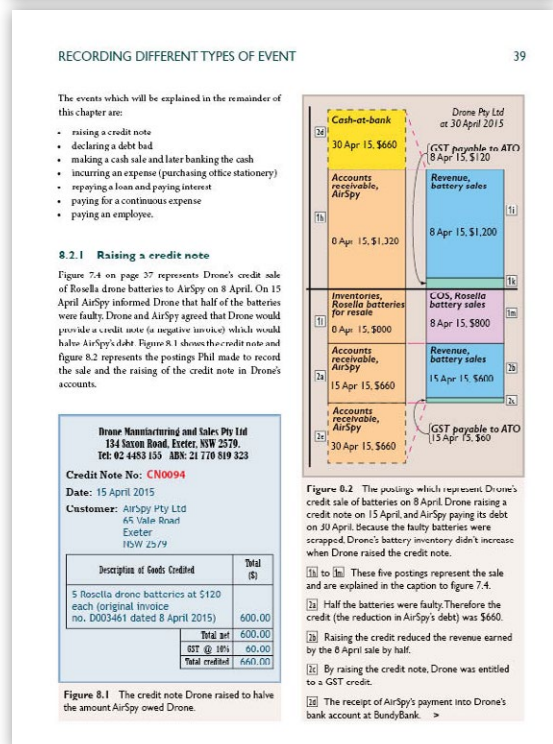 RECORDING DIFFERENT TYPES OF EVENT
39
The events which will be explained in the remainder of
this chapter are:
• raising a credit note
• declaring a debt bad
• making a cash sale and later banking the cash
• incurring an expense (purchasing office stationery)
• repaying a loan and paying interest
• paying for a continuous expense
• paying an employee.
8.2.1 Raising a credit note
Figure 7.4 on page 37 represents Drone's credit sale
of Rosella drone batteries to AirSpy on 8 April. On 15
April AirSpy informed Drone that half of the batteries
were faulty. Drone and AirSpy agreed that Drone would
provide a credit note (a negative invoice) which would
halve AirSpy's debt. Figure 8.1 shows the credit note and
figure 8.2 represents the postings Phil made to record
the sale and the raising of the credit note in Drone's
accounts.
Drone Manufacturing and Sales Pty Ltd
134 Saxon Road, Exeter, NSW 2579.
Tel: 02 4483 155 ABN: 21 770 819 323
Credit Note No: CN0094
Date: 15 April 2015
Customer: AirSpy Pty Ltd
65 Vale Road
Exeter
NSW 2579
Description of Goods Credited
Total
($)
5 Rosella drone batteries at $120
each (original invoice
no. D003461 dated 8 April 2015)
600.00
Total net 600.00
GST @ 10% 60.00
Total credited 660.00
Figure 8.1 The credit note Drone raised to halve
the amount AirSpy owed Drone.
Drone Pty Ltd
at 30 April 2015
Cash-at-bank
2d
30 Apr 15, $660
GST payable to ATO
8 Apr 15, $120
Accounts
receivable,
AirSpy
1h
8 Apr 15, $1,320
Revenue,
battery sales
1i
8 Apr 15, $1,200
1k
Inventories,
Rosella batteries
for resale
1l
8 Apr 15, $800
COS, Rosella
battery sales
1m
8 Apr 15, $800
Accounts
receivable,
AirSpy
2a
15 Apr 15, $660
Revenue,
battery sales
2b
15 Apr 15, $600
2c
Accounts
receivable,
AirSpy
2e
30 Apr 15, $660
GST payable to ATO
15 Apr 15, $60
Figure 8.2 The postings which represent Drone's
credit sale of batteries on 8 April, Drone raising a
credit note on 15 April, and AirSpy paying its debt
on 30 April. Because the faulty batteries were
scrapped, Drone's battery inventory didn't increase
when Drone raised the credit note.
1h to 1m These five postings represent the sale
and are explained in the caption to figure 7.4.
2a Half the batteries were faulty. Therefore the
credit (the reduction in AirSpy's debt) was $660.
2b Raising the credit reduced the revenue earned
by the 8 April sale by half.
2c By raising the credit note, Drone was entitled
to a GST credit.
2d The receipt of AirSpy's payment into Drone's
bank account at BundyBank. >